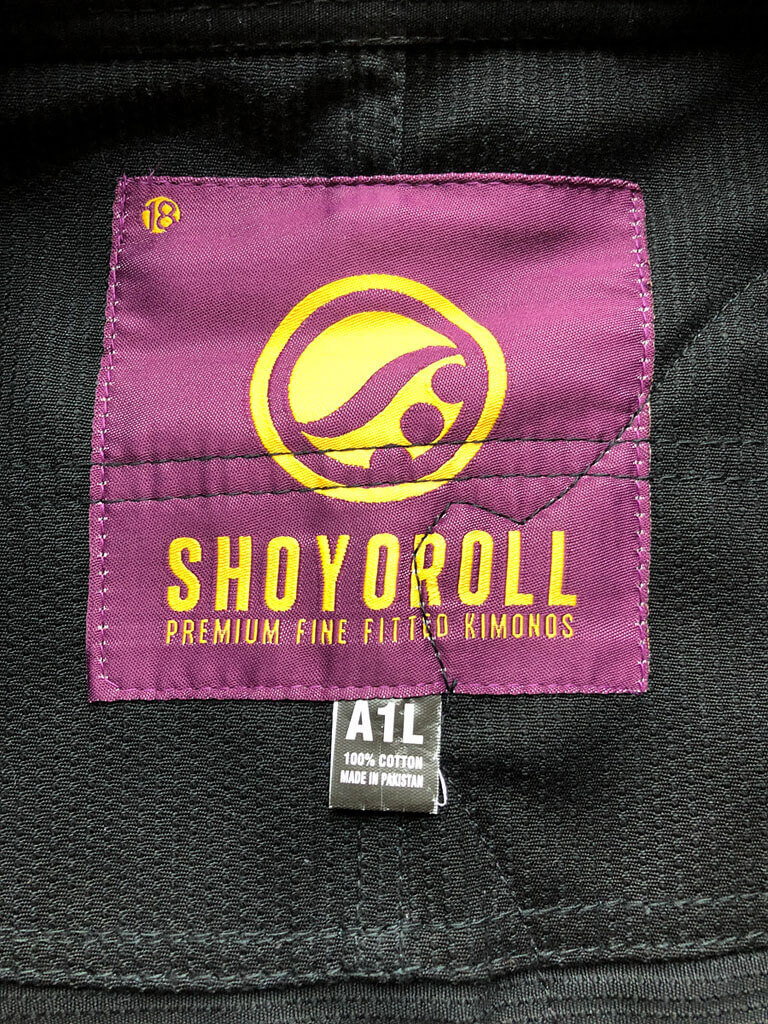 18
SHOYOROLL
PREMIUM FINE FITTED KIMONOS
A1L
100% COTTON
MADE IN PAKISTAN